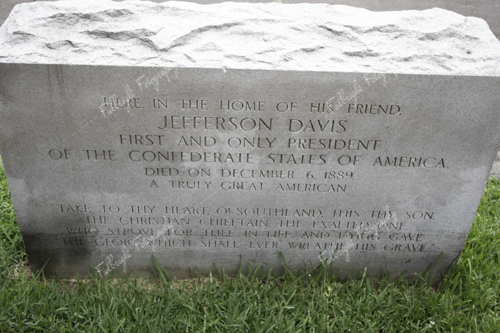 HERE, IN THE HOME OF HIS FRIEND,
JEFFERSON DAVIS
FIRST AND ONLY PRESIDENT
OF THE CONFEDERATE STATES OF AMERICA,
DIED ON DECEMBER 6, 1889.
A TRULY GREAT AMERICAN
"TAKE TO THY HEART, O! SOUTHLAND, THIS THY SON,
THE CHRISTIAN CHIEFTAIN, THE EXALTED ONE
WHO STROVE FOR THEE IN LIFE, AND GAVE
THE GLORY WHICH SHALL EVER WREATHE HIS GRAVE"